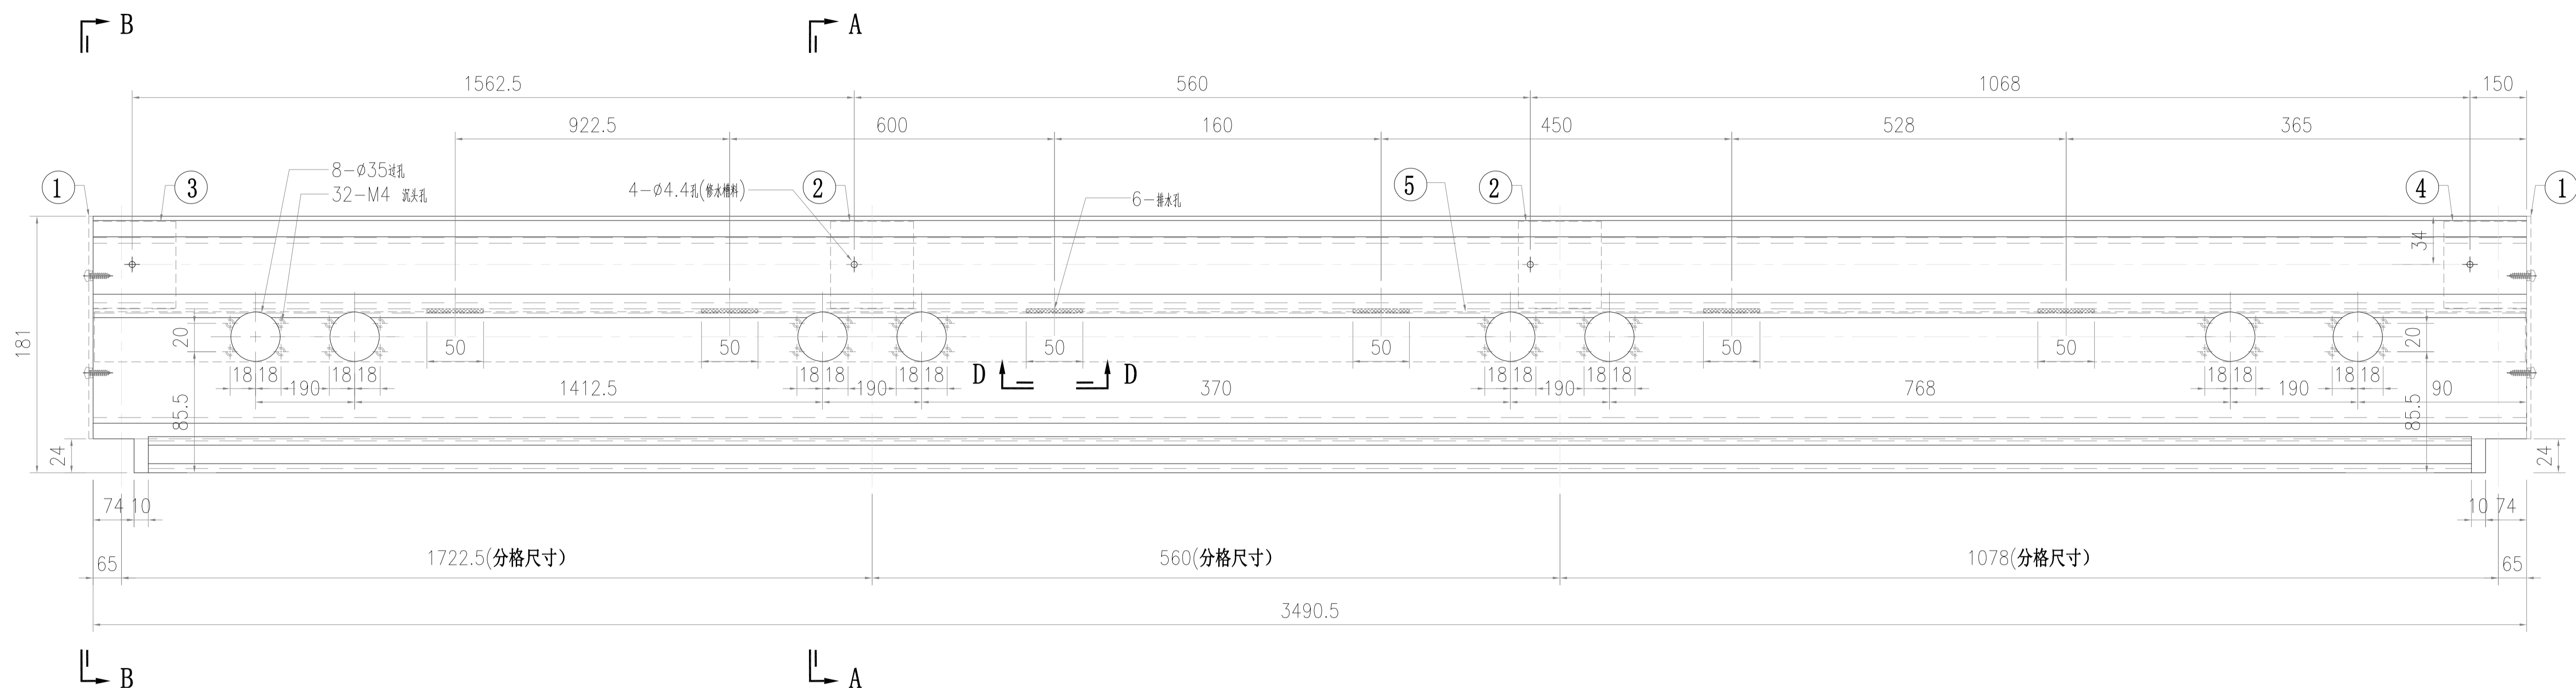 B A
1562.5 560 1068 150
922.5 600 160 450 528 365
8-ø35过孔
32-M4 沉头孔
4-ø4.4孔(修水槽料)
6-排水孔
1 3 2 5 2 4 1
34
181
20 50 50 50 50 50 50 20
D D
18 18 18 18 18 18 18 18 18 18 18 18 18 18 18 18
190 1412.5 190 370 190 768 190 90
85.5 85.5
24 24
74 10 10 74
65 1722.5(分格尺寸) 560(分格尺寸) 1078(分格尺寸) 65
3490.5
B A